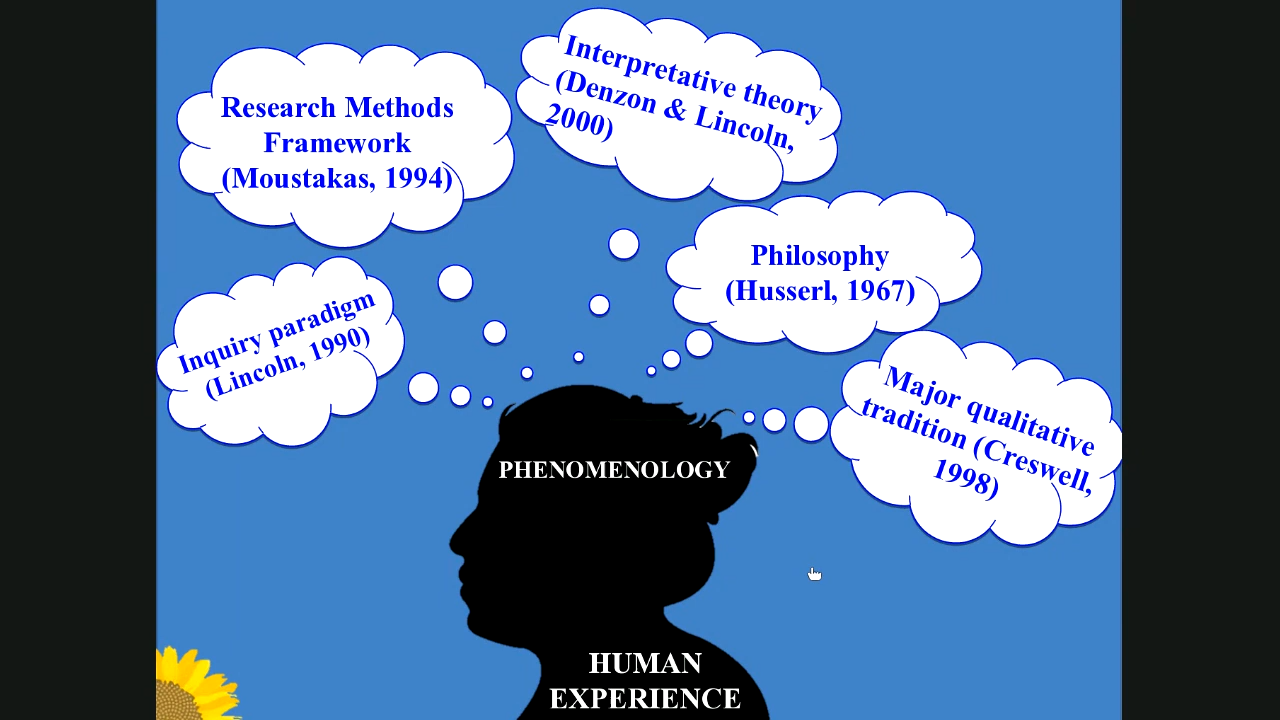 Research Methods
Framework
(Moustakas, 1994)
Interpretative theory
(Denzon & Lincoln,
2000)
Philosophy
(Husserl, 1967)
Inquiry paradigm
(Lincoln, 1990)
Major qualitative
tradition (Creswell,
1998)
PHENOMENOLOGY
HUMAN
EXPERIENCE